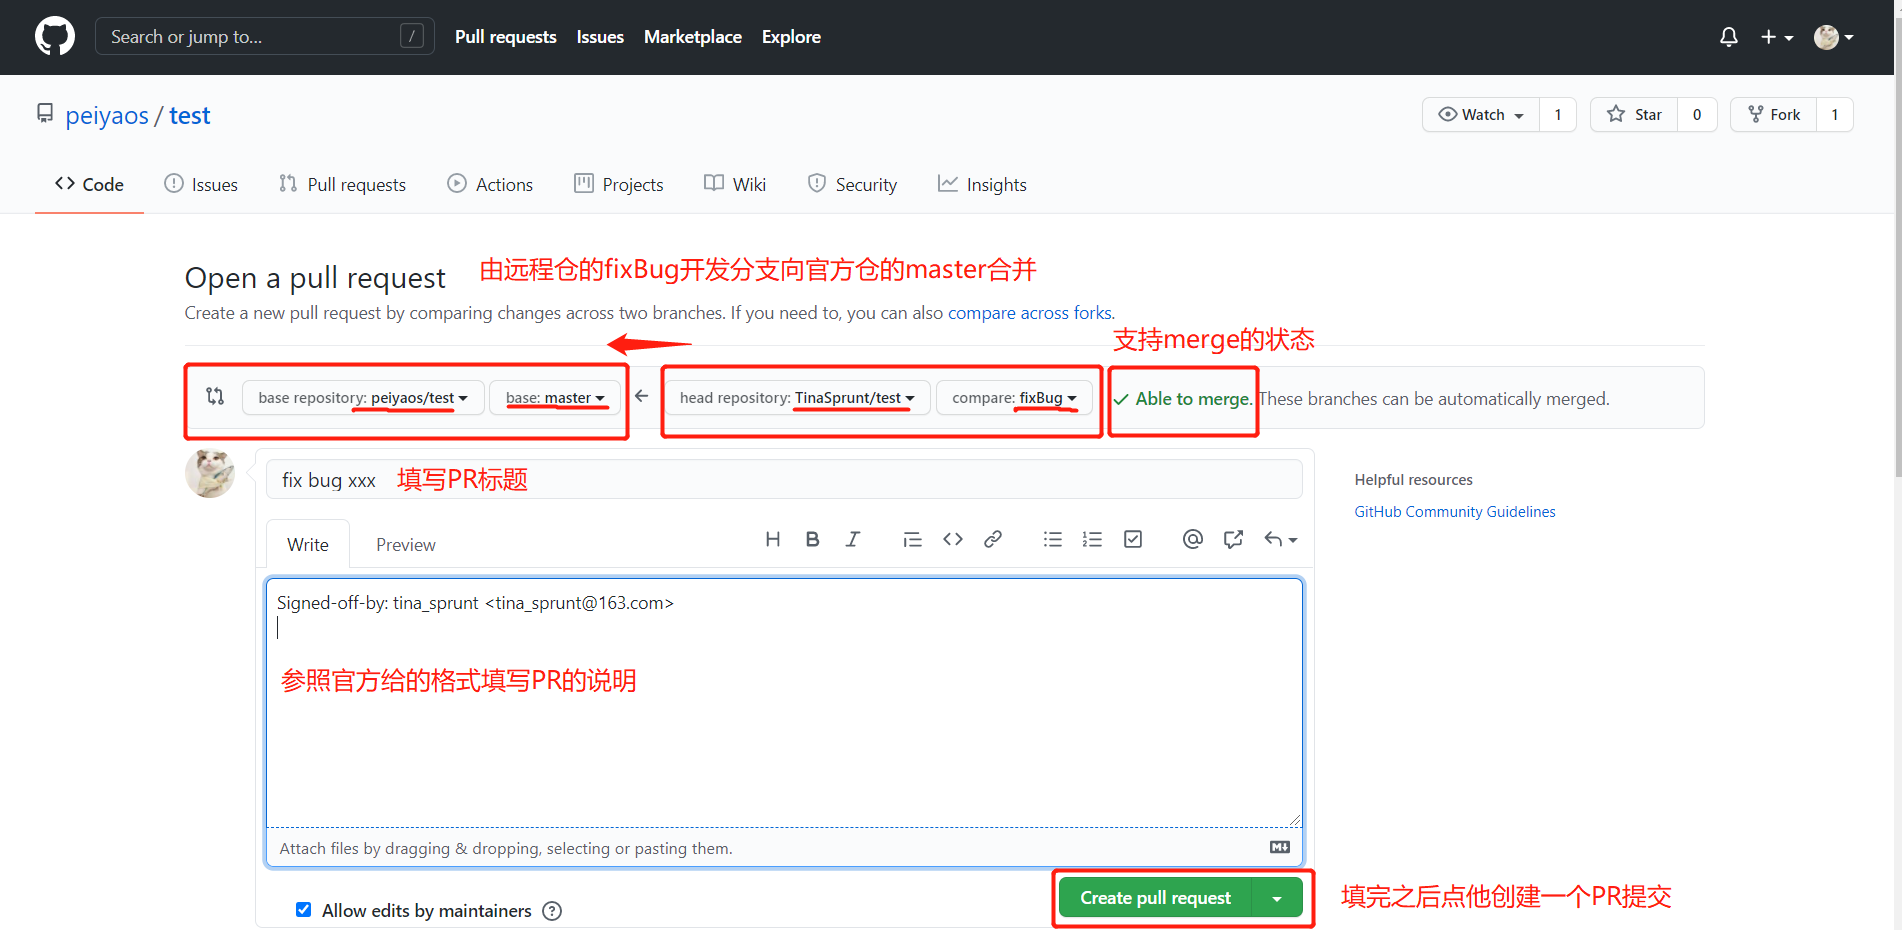 Search or jump to... /
Pull requests Issues Marketplace Explore
peiyaos / test
Watch 1 Star 0 Fork 1
Code Issues Pull requests Actions Projects Wiki Security Insights
Open a pull request
由远程仓的fixBug开发分支向官方仓的master合并
Create a new pull request by comparing changes across two branches. If you need to, you can also compare across forks.
支持merge的状态
base repository: peiyaos/test base: master ← head repository: TinaSprunt/test compare: fixBug ✓ Able to merge. These branches can be automatically merged.
fix bug xxx 填写PR标题
Helpful resources
GitHub Community Guidelines
Write Preview
Signed-off-by: tina_sprunt <tina_sprunt@163.com>
参照官方给的格式填写PR的说明
Attach files by dragging & dropping, selecting or pasting them.
Create pull request 填完之后点他创建一个PR提交
Allow edits by maintainers ?